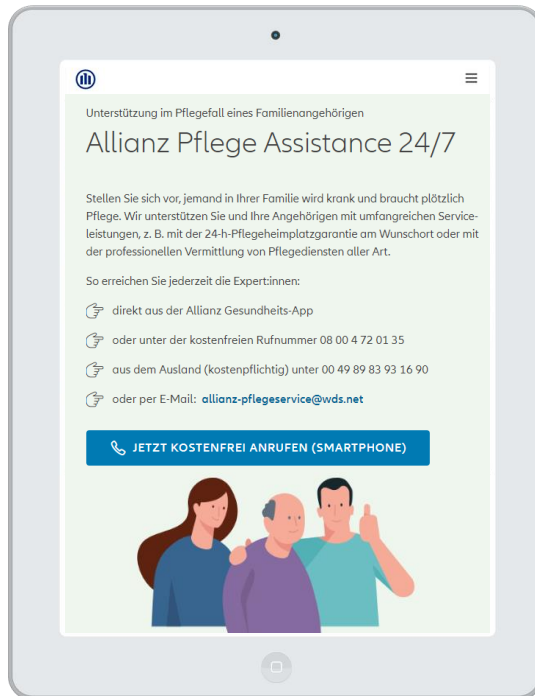 Unterstützung im Pflegefall eines Familienangehörigen
Allianz Pflege Assistance 24/7
Stellen Sie sich vor, jemand in Ihrer Familie wird krank und braucht plötzlich
Pflege. Wir unterstützen Sie und Ihre Angehörigen mit umfangreichen Service-
leistungen, z. B. mit der 24-h-Pflegeheimplatzgarantie am Wunschort oder mit
der professionellen Vermittlung von Pflegediensten aller Art.
So erreichen Sie jederzeit die Expert:innen:
direkt aus der Allianz Gesundheits-App
oder unter der kostenfreien Rufnummer 08 00 4 72 01 35
aus dem Ausland (kostenpflichtig) unter 00 49 89 83 93 16 90
oder per E-Mail: allianz-pflegeservice@wds.net
JETZT KOSTENFREI ANRUFEN (SMARTPHONE)